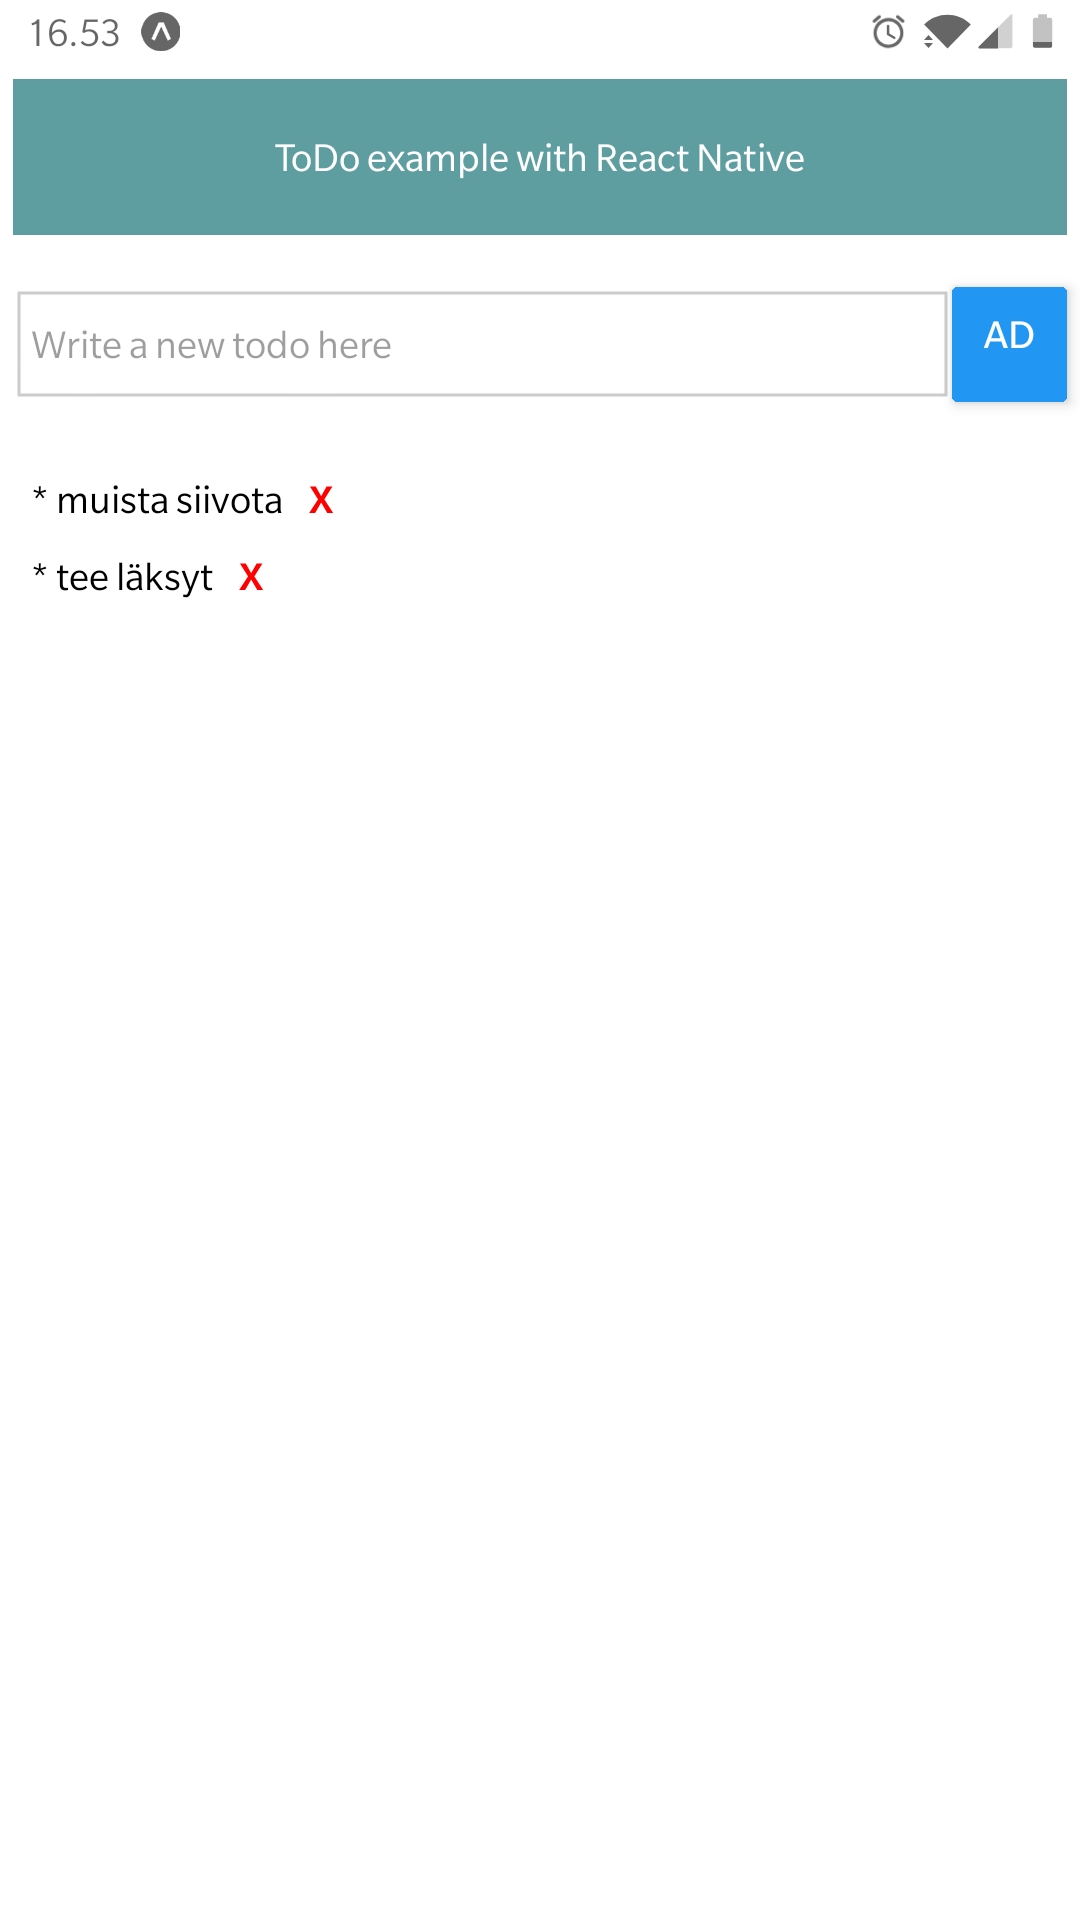 16.53
ToDo example with React Native
Write a new todo here
AD
* muista siivota X
* tee läksyt X